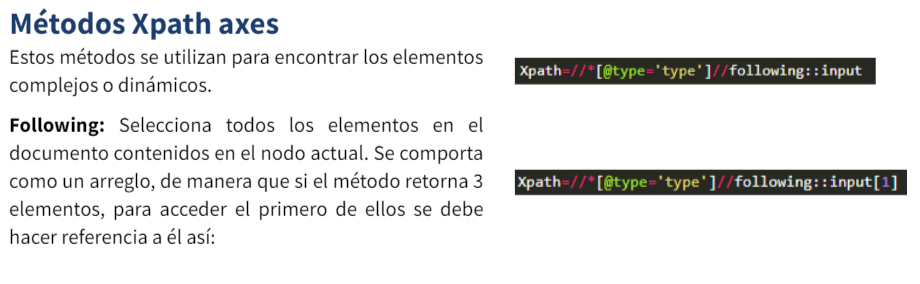 Métodos Xpath axes
Estos métodos se utilizan para encontrar los elementos
complejos o dinámicos.
Following: Selecciona todos los elementos en el
documento contenidos en el nodo actual. Se comporta
como un arreglo, de manera que si el método retorna 3
elementos, para acceder el primero de ellos se debe
hacer referencia a él así:
Xpath=//*[@type='type']//following::input
Xpath=//*[@type='type']//following::input[1]